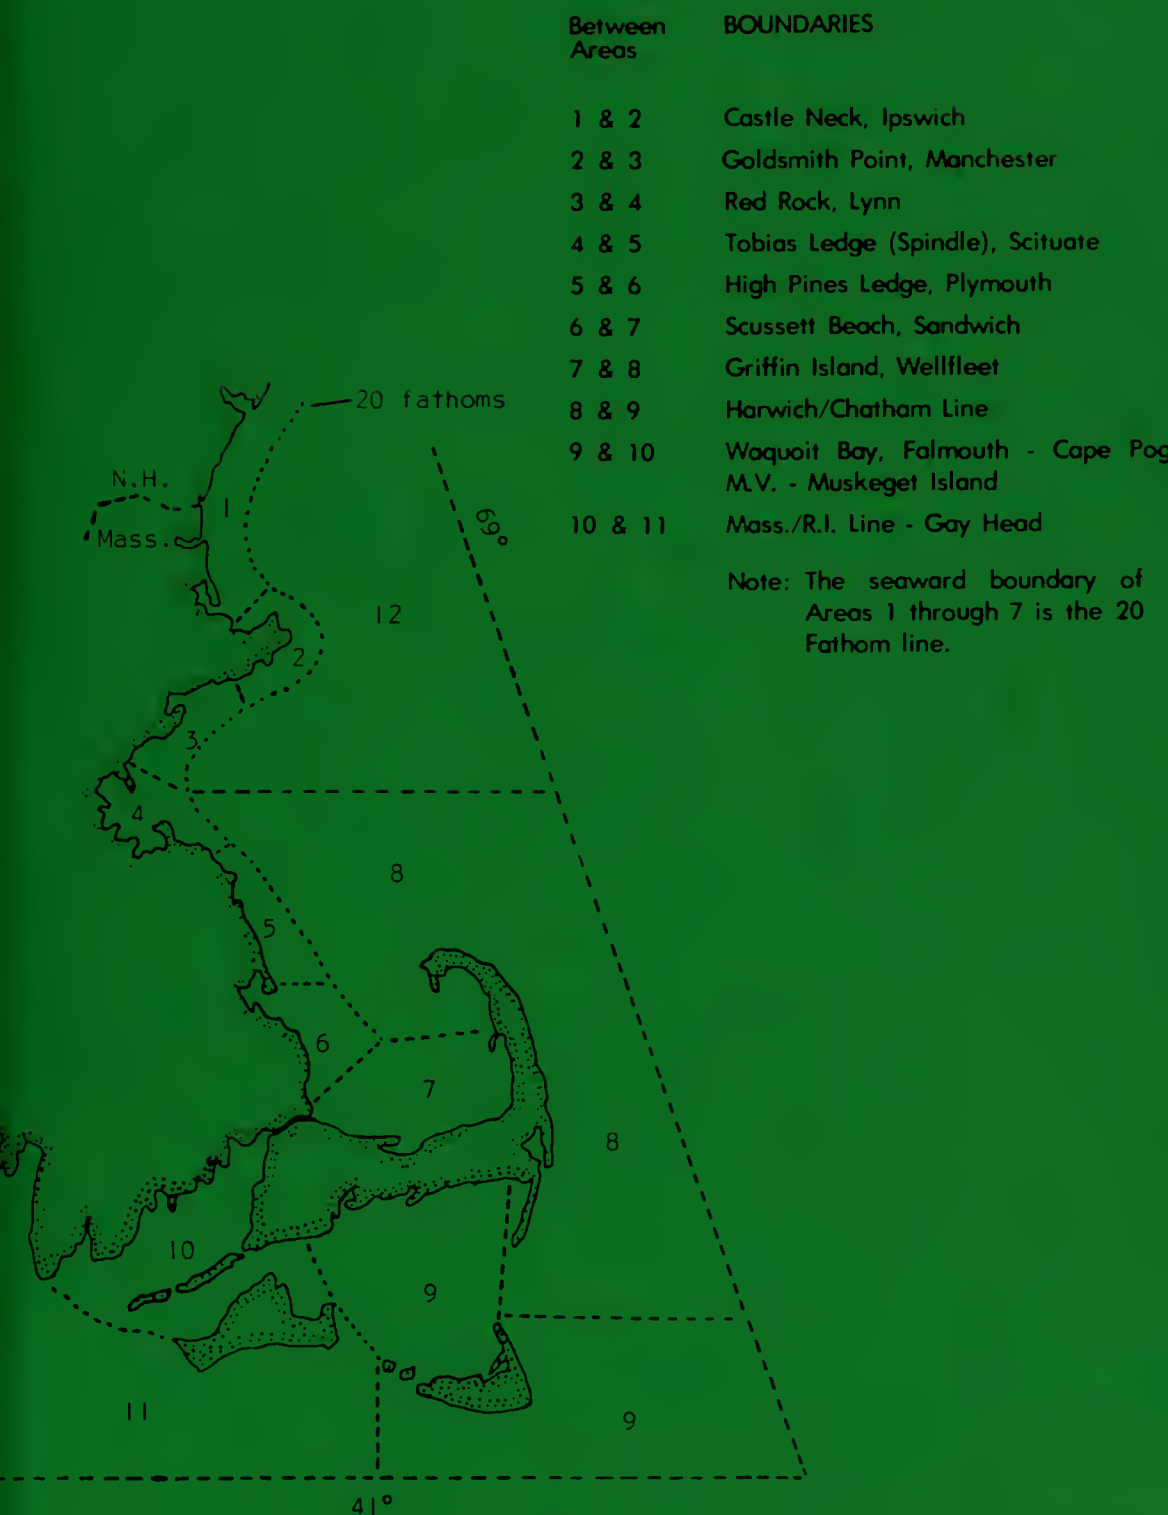 Between BOUNDARIES
Areas
1 & 2 Castle Neck, Ipswich
2 & 3 Goldsmith Point, Manchester
3 & 4 Red Rock, Lynn
4 & 5 Tobias Ledge (Spindle), Scituate
5 & 6 High Pines Ledge, Plymouth
6 & 7 Scussett Beach, Sandwich
7 & 8 Griffin Island, Wellfleet
8 & 9 Harwich/Chatham Line
9 & 10 Waquoit Bay, Falmouth - Cape Pog
M.V. - Muskeget Island
10 & 11 Mass./R.I. Line - Gay Head
Note: The seaward boundary of
Areas 1 through 7 is the 20
Fathom line.
20 fathoms
N.H.
1
Mass.
69°
12
2
3
4
8
5
6
7
8
10
9
11
9
41°